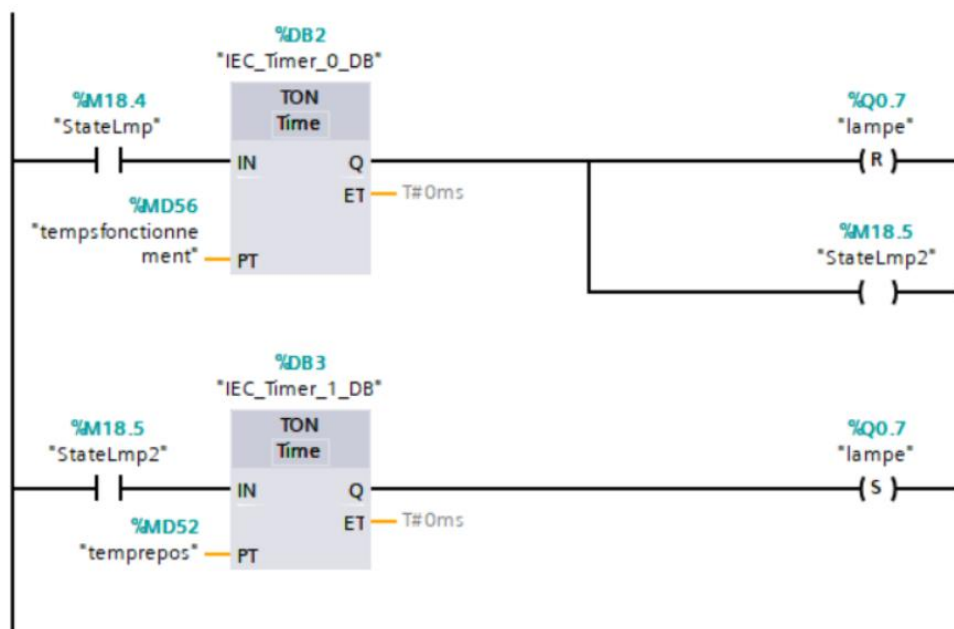 %DB2
"IEC_Timer_0_DB"
%M18.4
"StateLmp"
TON
Time
%Q0.7
"lampe"
IN
Q
R
ET
T#0ms
%MD56
"tempsfonctionne
ment"
PT
%M18.5
"StateLmp2"
%DB3
"IEC_Timer_1_DB"
%M18.5
"StateLmp2"
TON
Time
%Q0.7
"lampe"
IN
Q
S
ET
T#0ms
%MD52
"temprepos"
PT